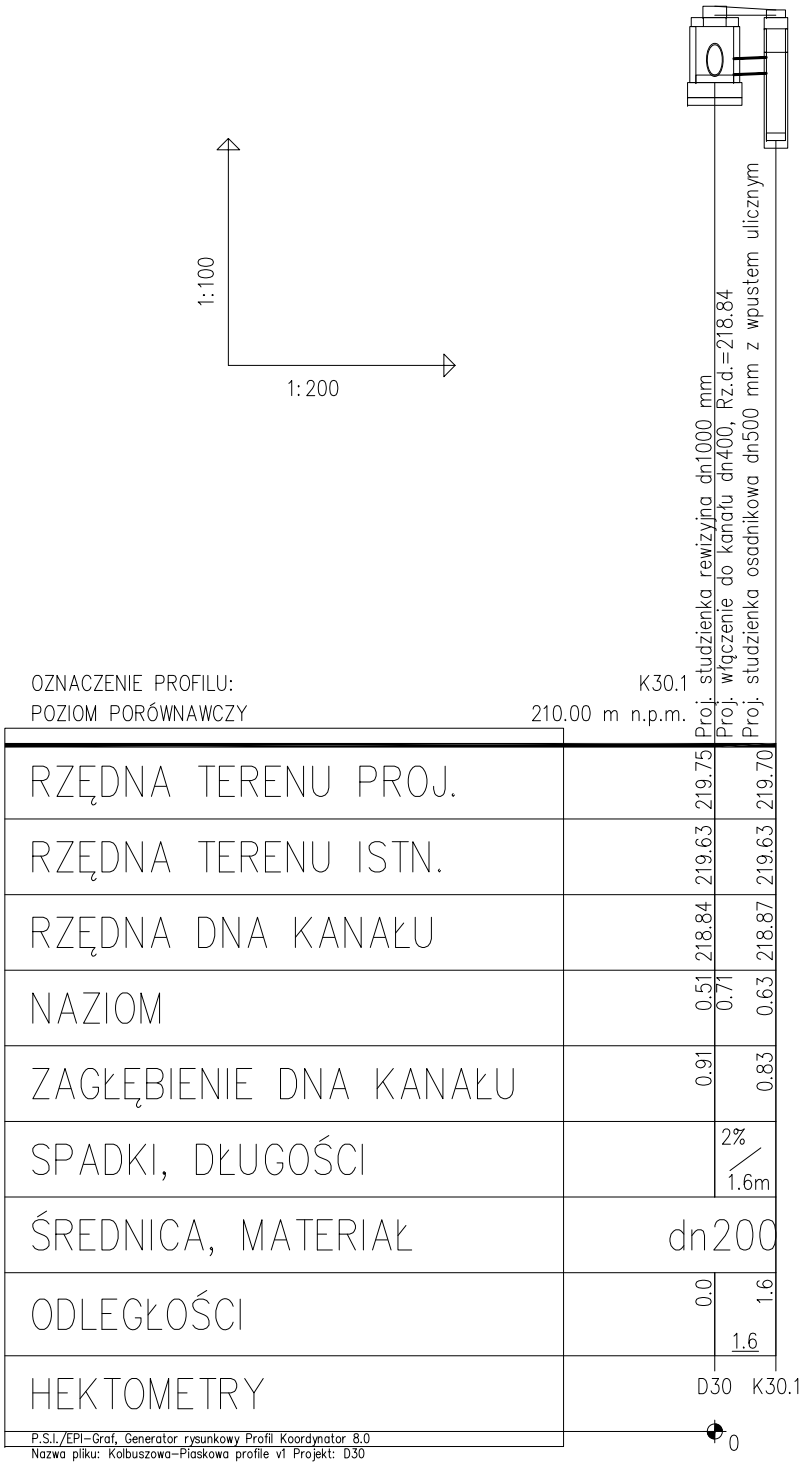 1:100
1:200
Proj. studzienka rewizyjna dn1000 mm
Proj. włączenie do kanału dn400, Rz.d.=218.84
Proj. studzienka osadnikowa dn500 mm z wpustem ulicznym
OZNACZENIE PROFILU: K30.1
POZIOM PORÓWNAWCZY 210.00 m n.p.m.
RZĘDNA TERENU PROJ. 219.75 219.70
RZĘDNA TERENU ISTN. 219.63 219.63
RZĘDNA DNA KANAŁU 218.84 218.87
NAZIOM 0.51 0.71 0.63
ZAGŁĘBIENIE DNA KANAŁU 0.91 0.83
SPADKI, DŁUGOŚCI 2% 1.6m
ŚREDNICA, MATERIAŁ dn200
ODLEGŁOŚCI 0.0 1.6 1.6
HEKTOMETRY D30 K30.1
0
P.S.I./EPI-Graf, Generator rysunkowy Profil Koordynator 8.0
Nazwa pliku: Kolbuszowa-Piaskowa profile v1 Projekt: D30